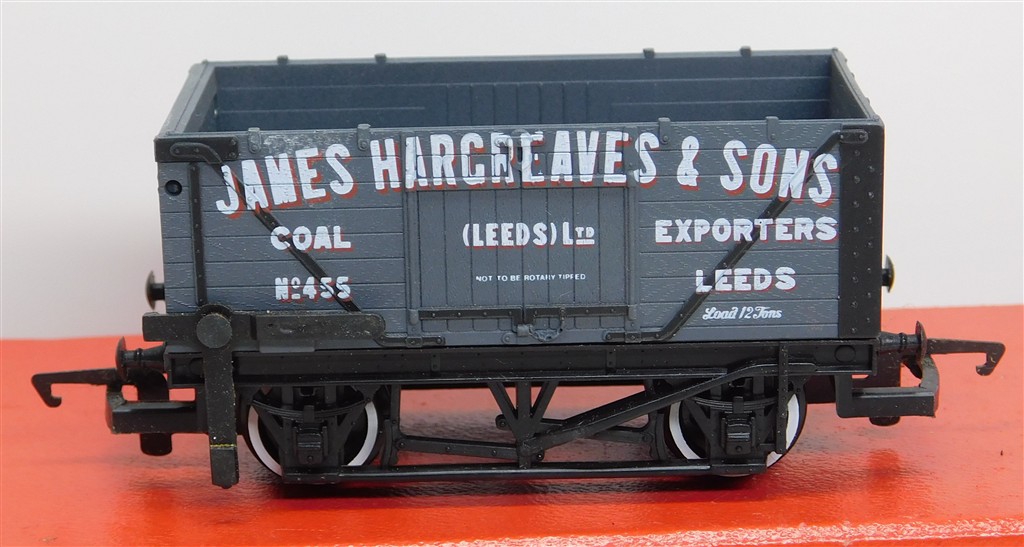 JAMES HARGREAVES & SONS
COAL (LEEDS) LTD EXPORTERS
No 455 NOT TO BE ROTARY TIPPED LEEDS
Load 12 Tons